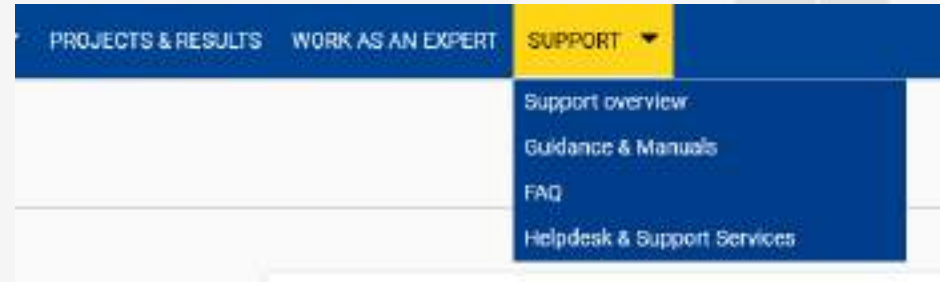 PROJECTS & RESULTS WORK AS AN EXPERT SUPPORT
Support overview
Guidance & Manuals
FAQ
Helpdesk & Support Services